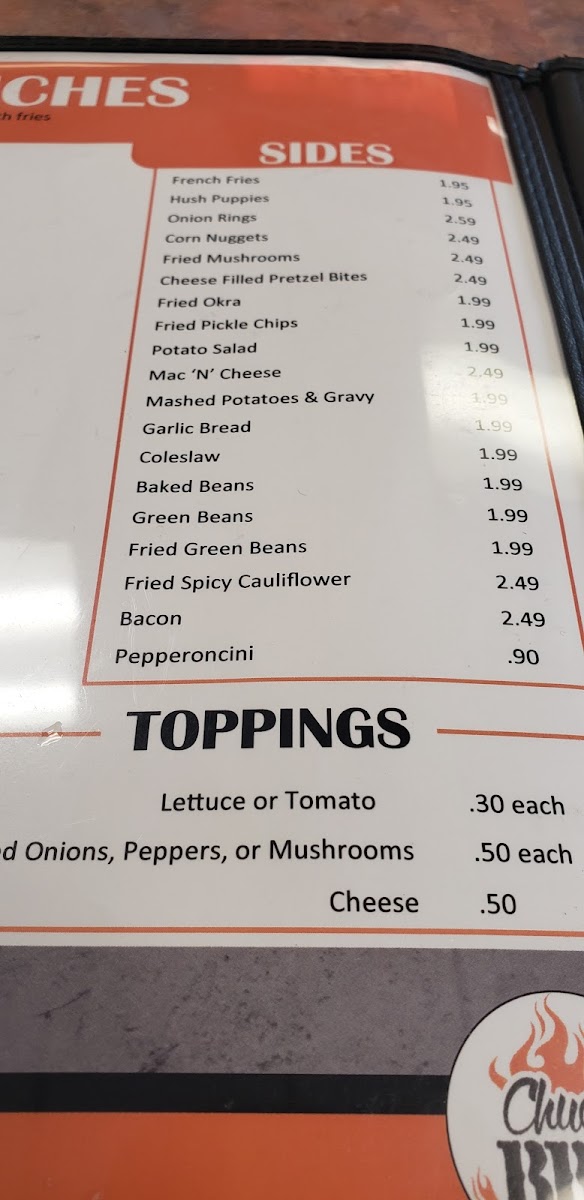 CHES
fries
SIDES
French Fries 1.95
Hush Puppies 1.95
Onion Rings 2.59
Corn Nuggets 2.49
Fried Mushrooms 2.49
Cheese Filled Pretzel Bites 2.49
Fried Okra 1.99
Fried Pickle Chips 1.99
Potato Salad 1.99
Mac ‘N’ Cheese 2.49
Mashed Potatoes & Gravy 1.99
Garlic Bread 1.99
Coleslaw 1.99
Baked Beans 1.99
Green Beans 1.99
Fried Green Beans 1.99
Fried Spicy Cauliflower 2.49
Bacon 2.49
Pepperoncini .90
TOPPINGS
Lettuce or Tomato .30 each
Onions, Peppers, or Mushrooms .50 each
Cheese .50